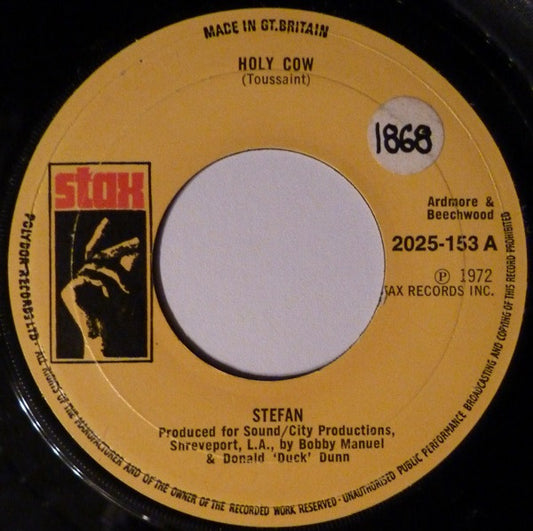 MADE IN GT.BRITAIN
HOLY COW
(Toussaint)
1868
stax
Ardmore &
Beechwood
2025-153 A
Ⓟ 1972
TAX RECORDS INC.
STEFAN
Produced for Sound/City Productions,
Shreveport, L.A., by Bobby Manuel
& Donald 'Duck' Dunn
POLYDOR RECORDS LTD · ALL RIGHTS OF THE MANUFACTURER AND OF THE OWNER OF THE RECORDED WORK RESERVED · UNAUTHORISED PUBLIC PERFORMANCE BROADCASTING AND COPYING OF THIS RECORD PROHIBITED